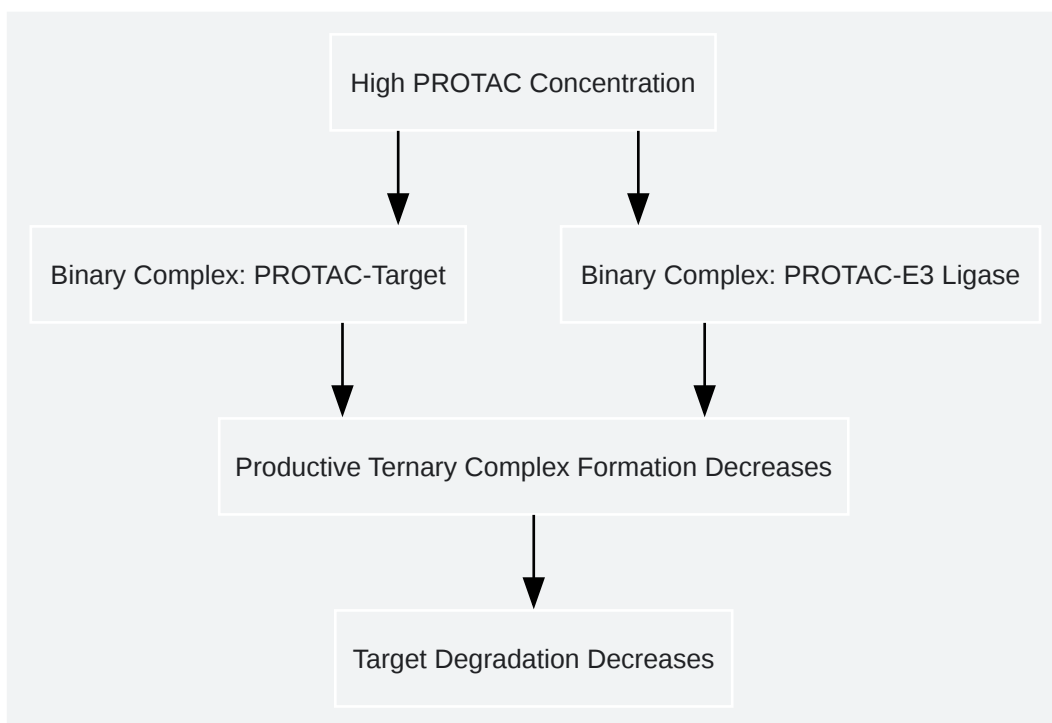 High PROTAC Concentration
Binary Complex: PROTAC-Target
Binary Complex: PROTAC-E3 Ligase
Productive Ternary Complex Formation Decreases
Target Degradation Decreases